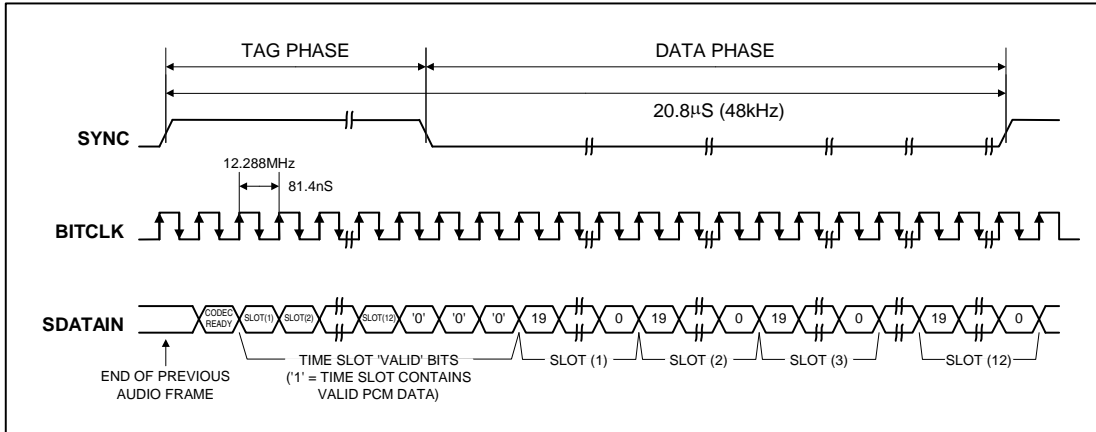 TAG PHASE DATA PHASE
20.8μS (48kHz)
SYNC
12.288MHz
81.4nS
BITCLK
SDATAIN
CODEC
READY
SLOT(1) SLOT(2) SLOT(12) '0' '0' '0' 19 0 19 0 19 0 19 0
TIME SLOT 'VALID' BITS
('1' = TIME SLOT CONTAINS
VALID PCM DATA)
SLOT (1) SLOT (2) SLOT (3) SLOT (12)
END OF PREVIOUS
AUDIO FRAME